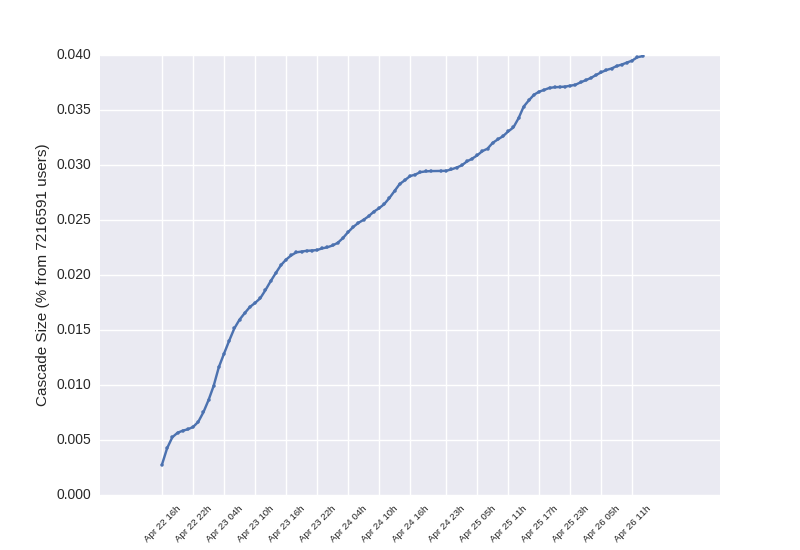 0.040
0.035
0.030
0.025
0.020
0.015
0.010
0.005
0.000
Cascade Size (% from 7216591 users)
Apr 22 16h
Apr 22 22h
Apr 23 04h
Apr 23 10h
Apr 23 16h
Apr 23 22h
Apr 24 04h
Apr 24 10h
Apr 24 16h
Apr 24 23h
Apr 25 05h
Apr 25 11h
Apr 25 17h
Apr 25 23h
Apr 26 05h
Apr 26 11h